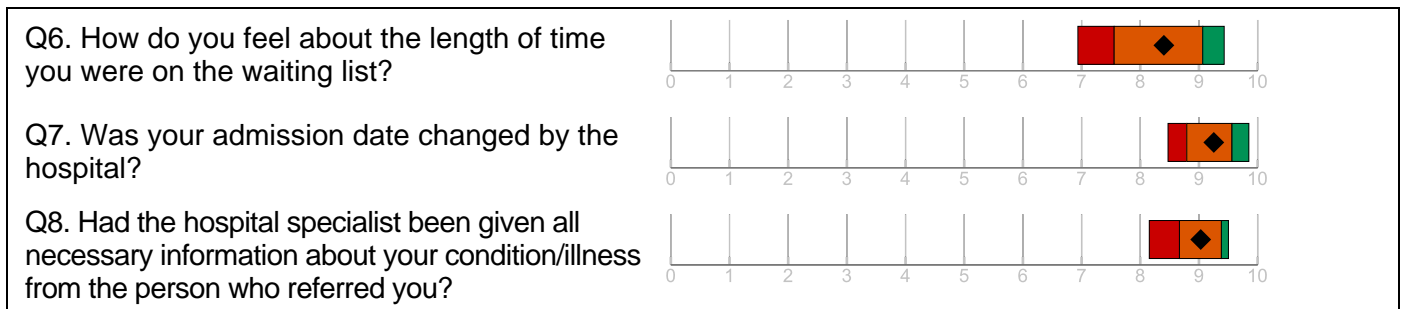 Q6. How do you feel about the length of time
you were on the waiting list?
0 1 2 3 4 5 6 7 8 9 10
Q7. Was your admission date changed by the
hospital?
0 1 2 3 4 5 6 7 8 9 10
Q8. Had the hospital specialist been given all
necessary information about your condition/illness
from the person who referred you?
0 1 2 3 4 5 6 7 8 9 10